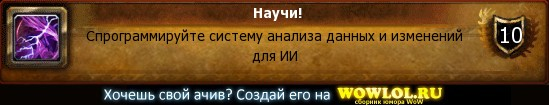 Научи!
Спрограммируйте систему анализа данных и изменений
для ИИ
10
Хочешь свой ачив? Создай его на WOWLOL.RU
сборник юмора WoW